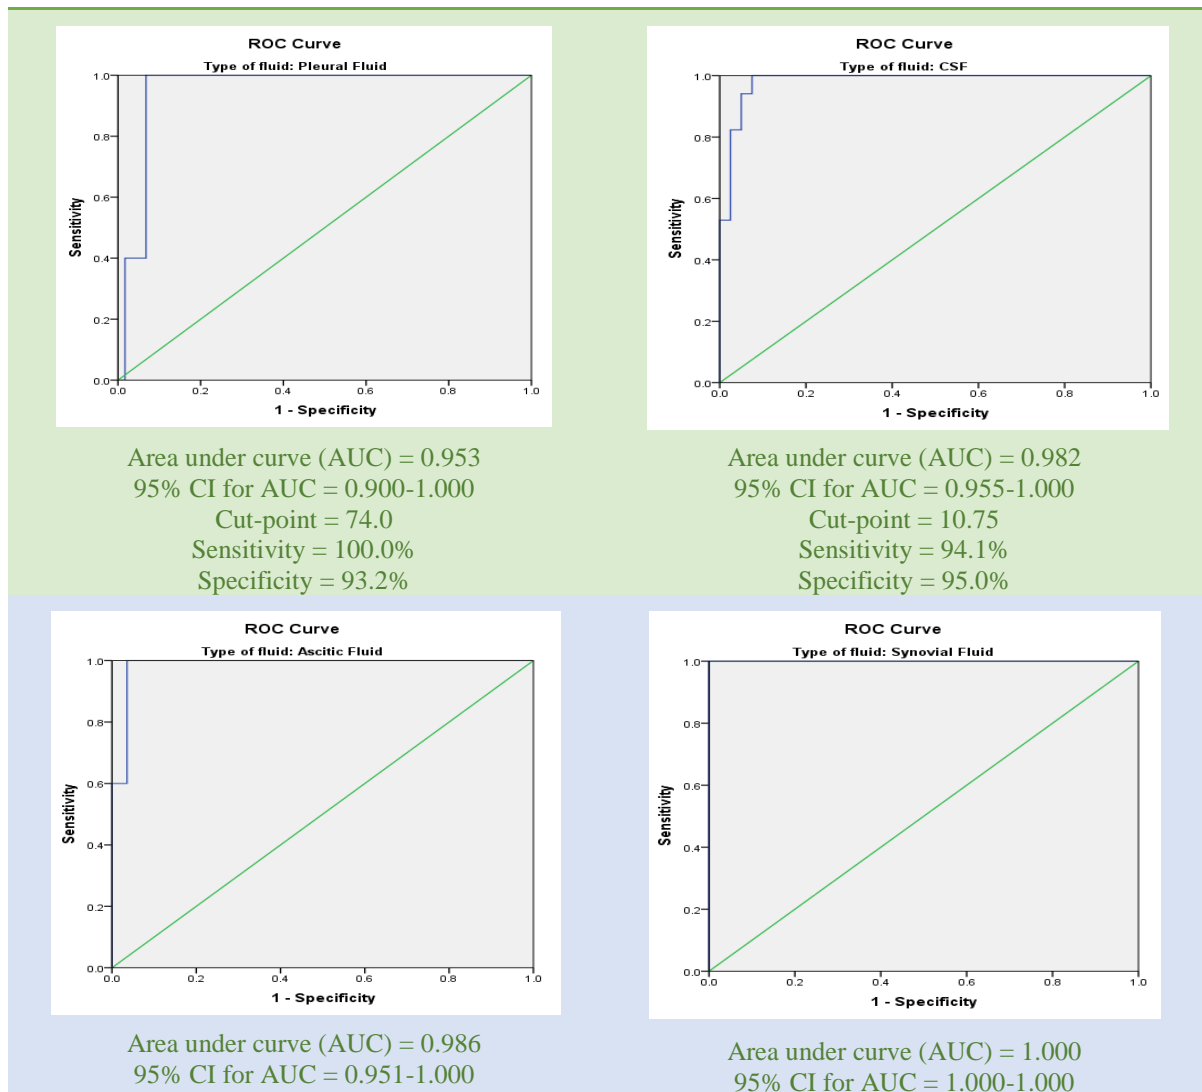 ROC Curve
Type of fluid: Pleural Fluid
1.0
0.8
0.6
0.4
0.2
0.0
Sensitivity
0.0 0.2 0.4 0.6 0.8 1.0
1 - Specificity
Area under curve (AUC) = 0.953
95% CI for AUC = 0.900-1.000
Cut-point = 74.0
Sensitivity = 100.0%
Specificity = 93.2%
ROC Curve
Type of fluid: CSF
1.0
0.8
0.6
0.4
0.2
0.0
Sensitivity
0.0 0.2 0.4 0.6 0.8 1.0
1 - Specificity
Area under curve (AUC) = 0.982
95% CI for AUC = 0.955-1.000
Cut-point = 10.75
Sensitivity = 94.1%
Specificity = 95.0%
ROC Curve
Type of fluid: Ascitic Fluid
1.0
0.8
0.6
0.4
0.2
0.0
Sensitivity
0.0 0.2 0.4 0.6 0.8 1.0
1 - Specificity
Area under curve (AUC) = 0.986
95% CI for AUC = 0.951-1.000
ROC Curve
Type of fluid: Synovial Fluid
1.0
0.8
0.6
0.4
0.2
0.0
Sensitivity
0.0 0.2 0.4 0.6 0.8 1.0
1 - Specificity
Area under curve (AUC) = 1.000
95% CI for AUC = 1.000-1.000